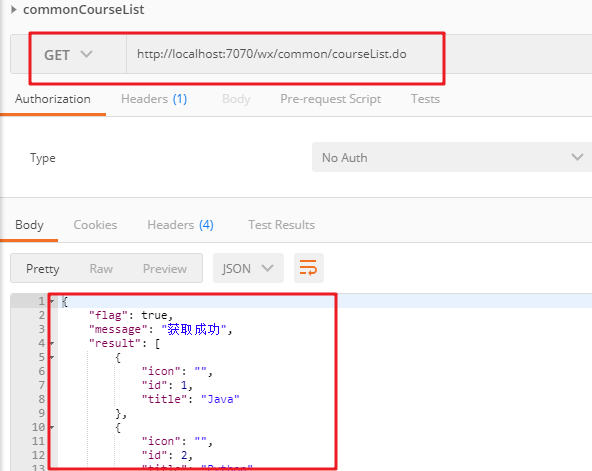 commonCourseList
GET http://localhost:7070/wx/common/courseList.do
Authorization Headers (1) Body Pre-request Script Tests
Type No Auth
Body Cookies Headers (4) Test Results
Pretty Raw Preview JSON
1 {
2 "flag": true,
3 "message": "获取成功",
4 "result": [
5 {
6 "icon": "",
7 "id": 1,
8 "title": "Java"
9 },
10 {
11 "icon": "",
12 "id": 2,
13 "title": "Python"